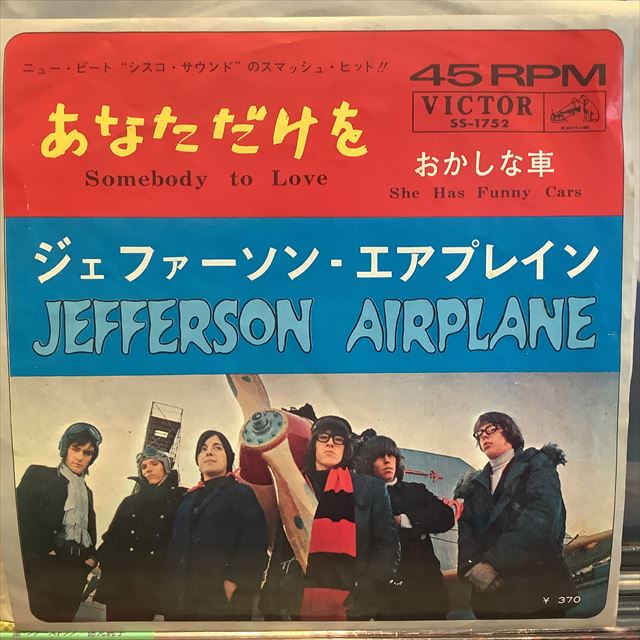 ニュー・ビート “シスコ・サウンド” のスマッシュ・ヒット!!
45 RPM
VICTOR
SS-1752
あなただけを
Somebody to Love
おかしな車
She Has Funny Cars
ジェファーソン-エアプレイン
JEFFERSON AIRPLANE
¥ 370